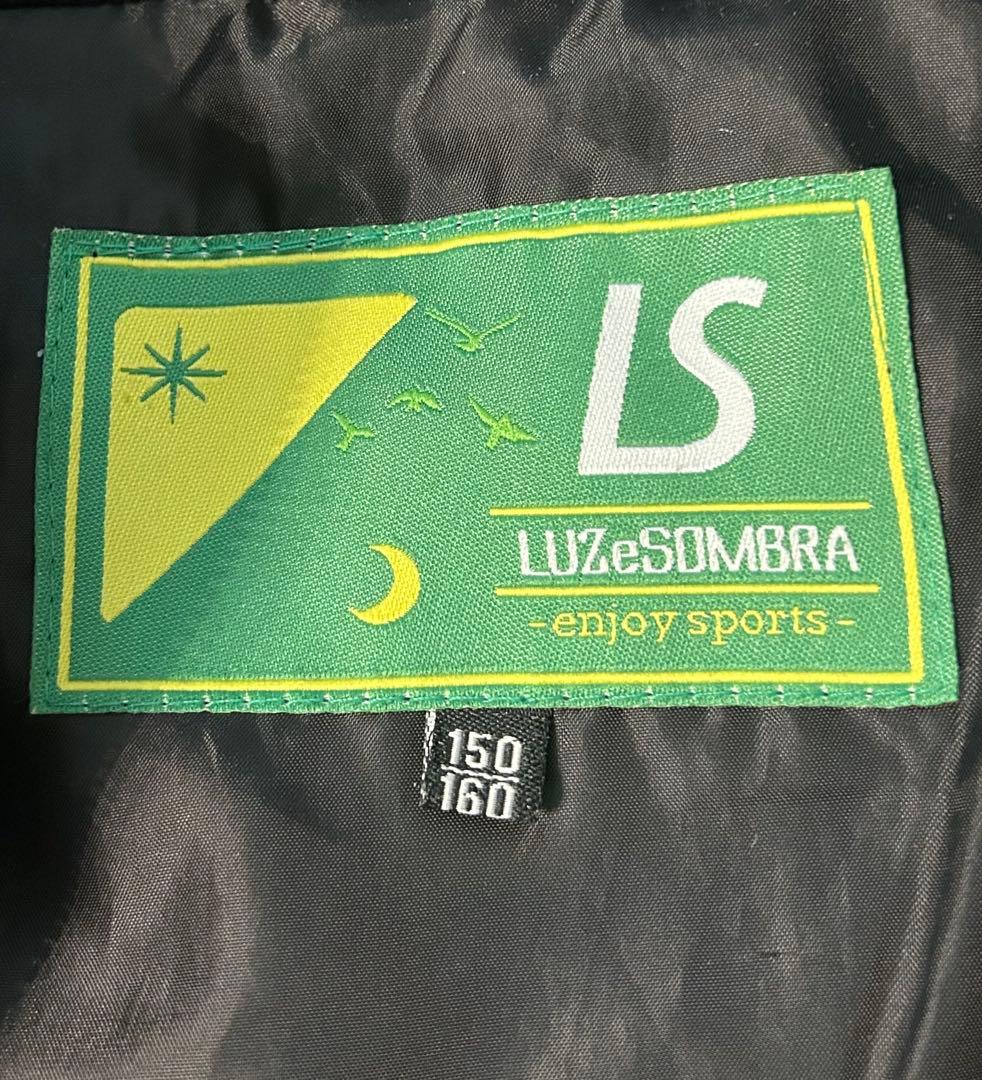 LS
LUZeSOMBRA
-enjoy sports-
150
160